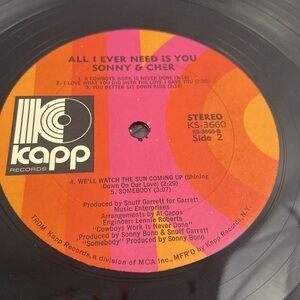 ALL I EVER NEED IS YOU
SONNY & CHER
1. A COWBOYS WORK IS NEVER DONE (3:14)
2. I LOVE WHAT YOU DID WITH THE LOVE I GAVE YOU
3. YOU BETTER SIT DOWN KIDS
K
kapp
RECORDS
STEREO
KS-3660
KS-3660-B
Side 2
4. WE'LL WATCH THE SUN COMING UP (Shining
Down On Our Love) (2:29)
5. SOMEBODY (3:07)
Produced by Snuff Garrett for Garrett
Music Enterprises
Arrangements by Al Capps
Engineer: Lennie Roberts
"Cowboys Work Is Never Done"
Produced by Sonny Bono & Snuff Garrett
"Somebody" Produced by Sonny Bono
TMDM. Kapp Records, a division of MCA Inc., MFR'D by Kapp Records, N.Y.